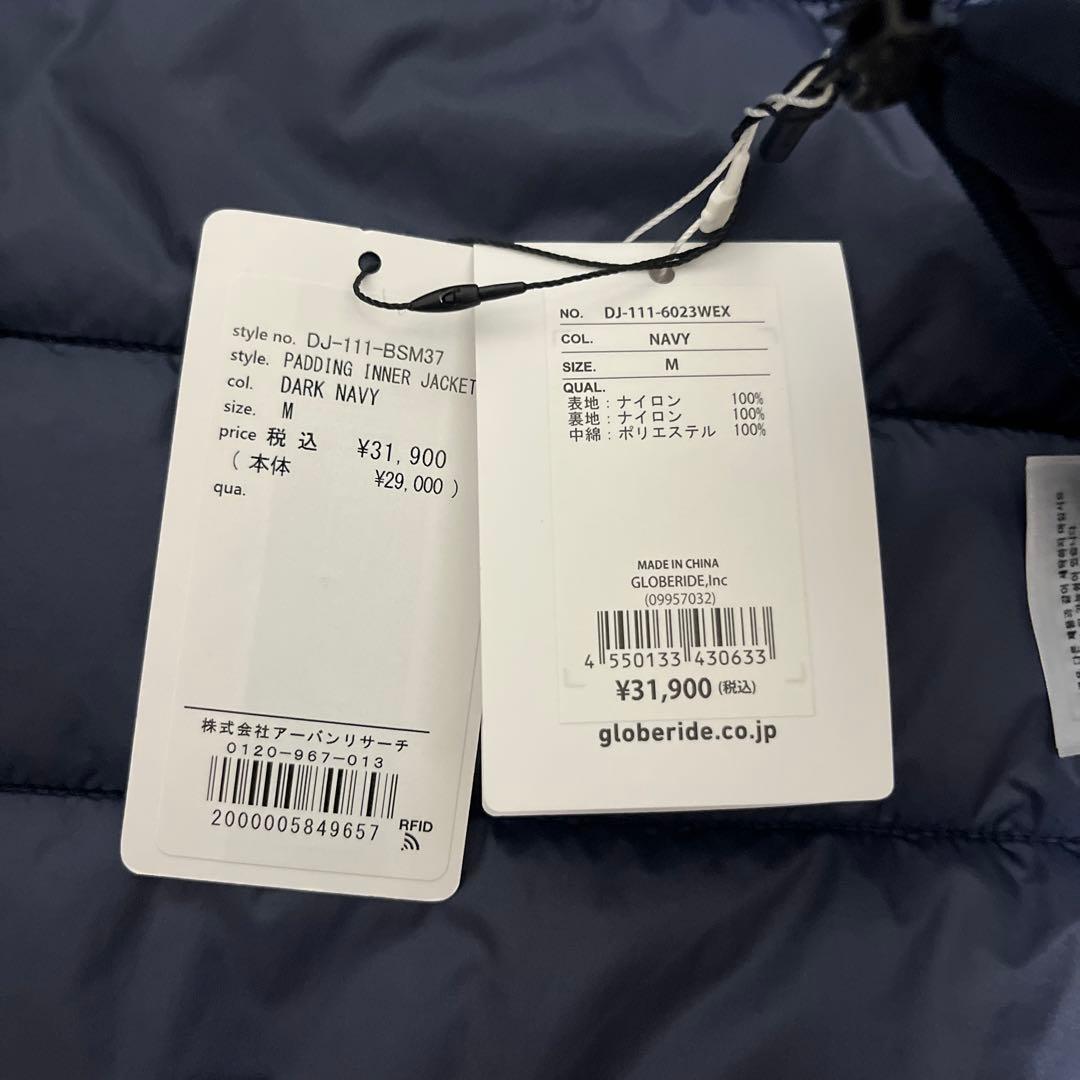 style no. DJ-111-BSM37
style. PADDING INNER JACKET
col. DARK NAVY
size. M
price 税込 ¥31,900
(本体 ¥29,000)
qua.
株式会社アーバンリサーチ
0120-967-013
2000005849657
RFID
NO. DJ-111-6023WEX
COL. NAVY
SIZE. M
QUAL.
表地:ナイロン 100%
裏地:ナイロン 100%
中綿:ポリエステル 100%
MADE IN CHINA
GLOBERIDE,Inc
(09957032)
4 550133 430633
¥31,900 (税込)
globeride.co.jp